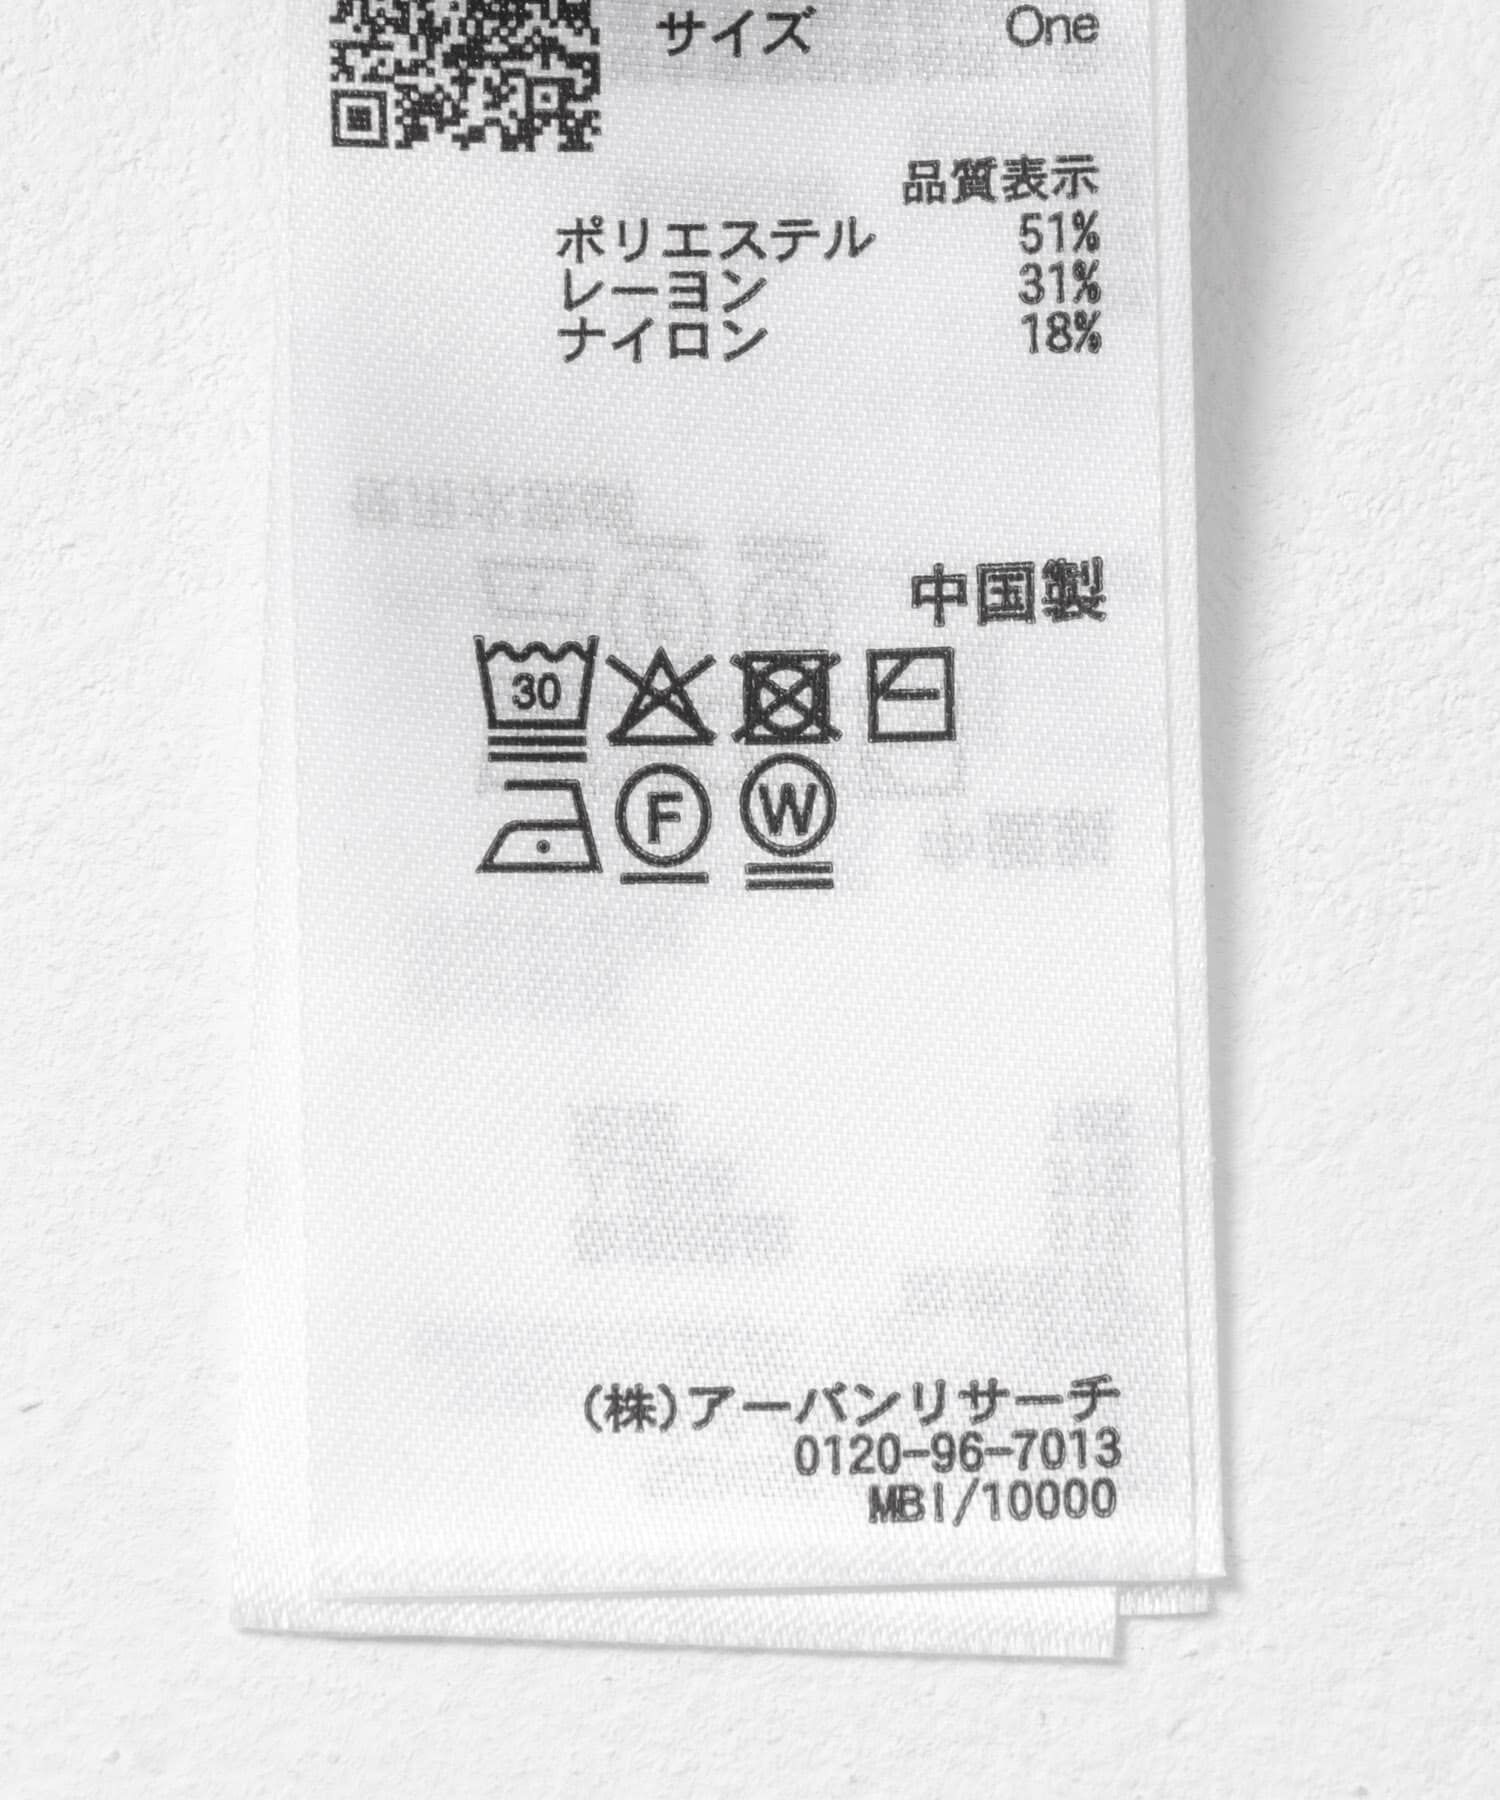 サイズ One
品質表示
ポリエステル 51%
レーヨン 31%
ナイロン 18%
中国製
30
F W
(株)アーバンリサーチ
0120-96-7013
MBI/10000